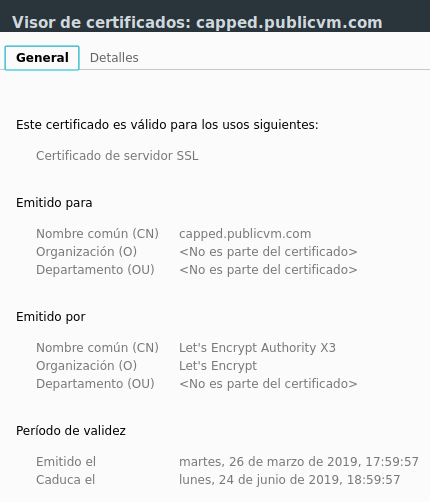 Visor de certificados: capped.publicvm.com
General Detalles
Este certificado es válido para los usos siguientes:
Certificado de servidor SSL
Emitido para
Nombre común (CN) capped.publicvm.com
Organización (O) <No es parte del certificado>
Departamento (OU) <No es parte del certificado>
Emitido por
Nombre común (CN) Let's Encrypt Authority X3
Organización (O) Let's Encrypt
Departamento (OU) <No es parte del certificado>
Período de validez
Emitido el martes, 26 de marzo de 2019, 17:59:57
Caduca el lunes, 24 de junio de 2019, 18:59:57